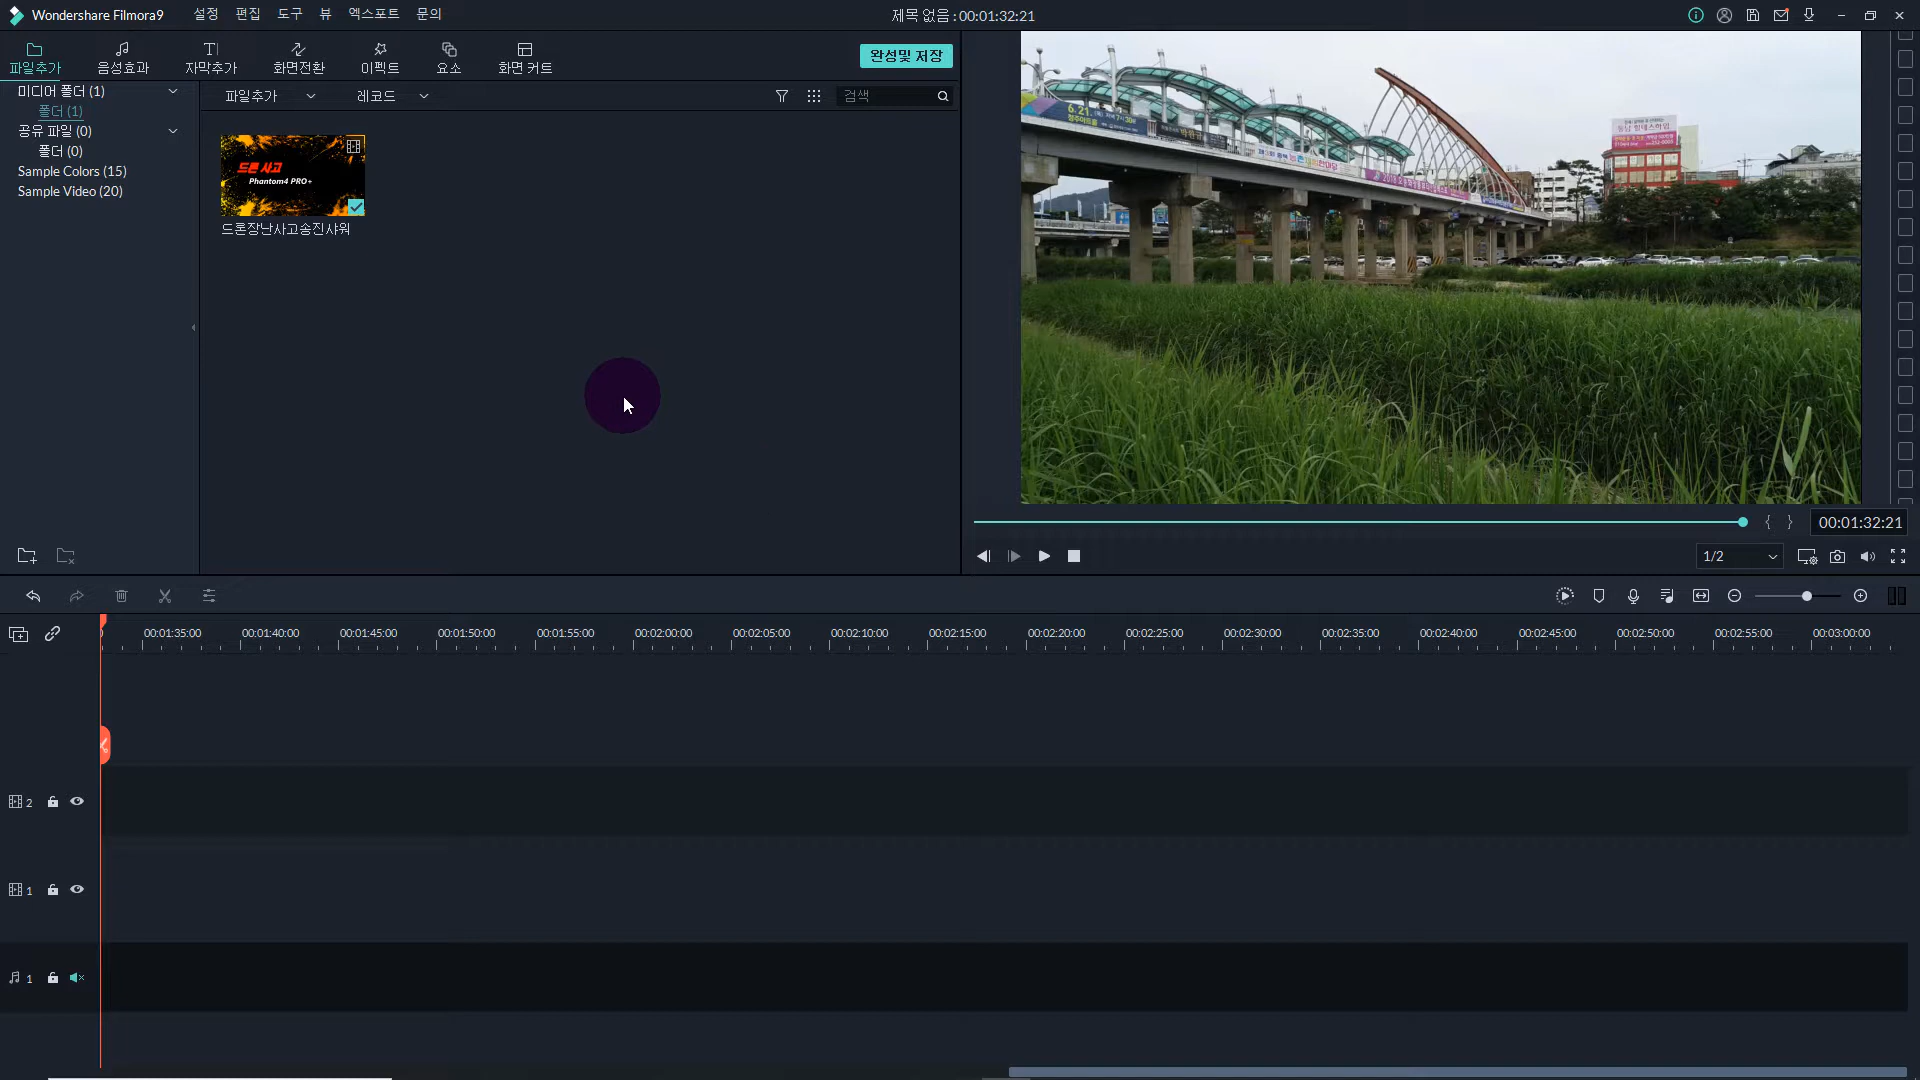 Wondershare Filmora9
설정 편집 도구 뷰 엑스포트 문의
제목 없음 : 00:01:32:21
파일추가 음성효과 자막추가 화면전환 이펙트 요소 화면 커트
완성및 저장
미디어 폴더 (1)
폴더 (1)
공유 파일 (0)
폴더 (0)
Sample Colors (15)
Sample Video (20)
파일추가 레코드 검색
드론 사고
Phantom4 PRO+
드론장난사고송진샤워
6.21
00:01:32:21
1/2
00:01:35:00 00:01:40:00 00:01:45:00 00:01:50:00 00:01:55:00 00:02:00:00 00:02:05:00 00:02:10:00 00:02:15:00 00:02:20:00 00:02:25:00 00:02:30:00 00:02:35:00 00:02:40:00 00:02:45:00 00:02:50:00 00:02:55:00 00:03:00:00
2
1
1